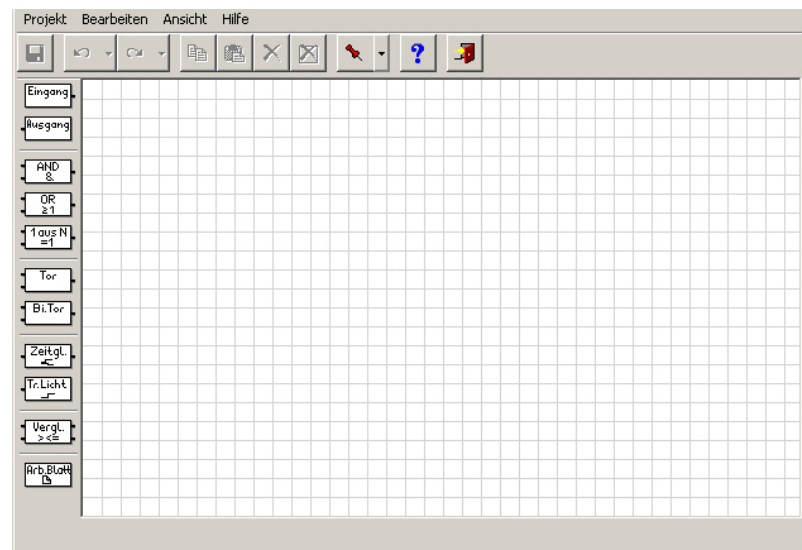 Projekt Bearbeiten Ansicht Hilfe
?
Eingang
Ausgang
AND
&
OR
≥1
1 aus N
=1
Tor
Bi.Tor
Zeitgl.
Tr.Licht
Vergl.
><=
Arb.Blatt